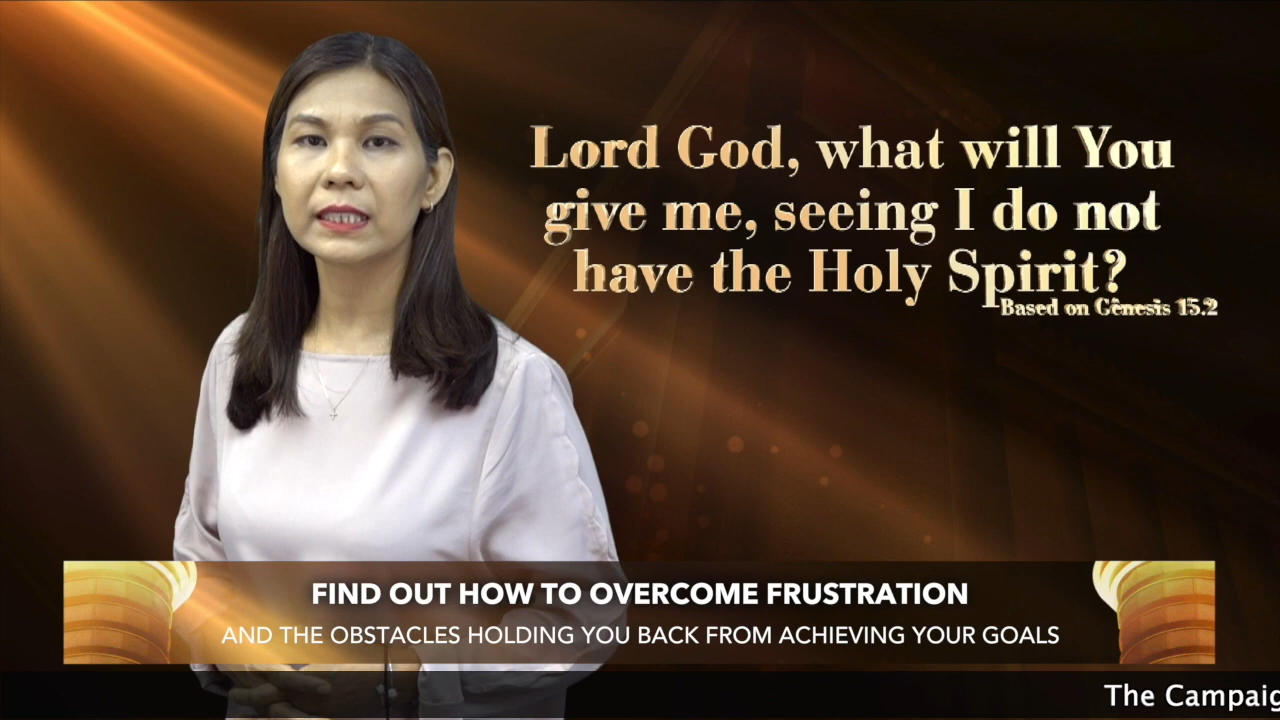 Lord God, what will You
give me, seeing I do not
have the Holy Spirit?
Based on Genesis 15.2
FIND OUT HOW TO OVERCOME FRUSTRATION
AND THE OBSTACLES HOLDING YOU BACK FROM ACHIEVING YOUR GOALS
The Campaig